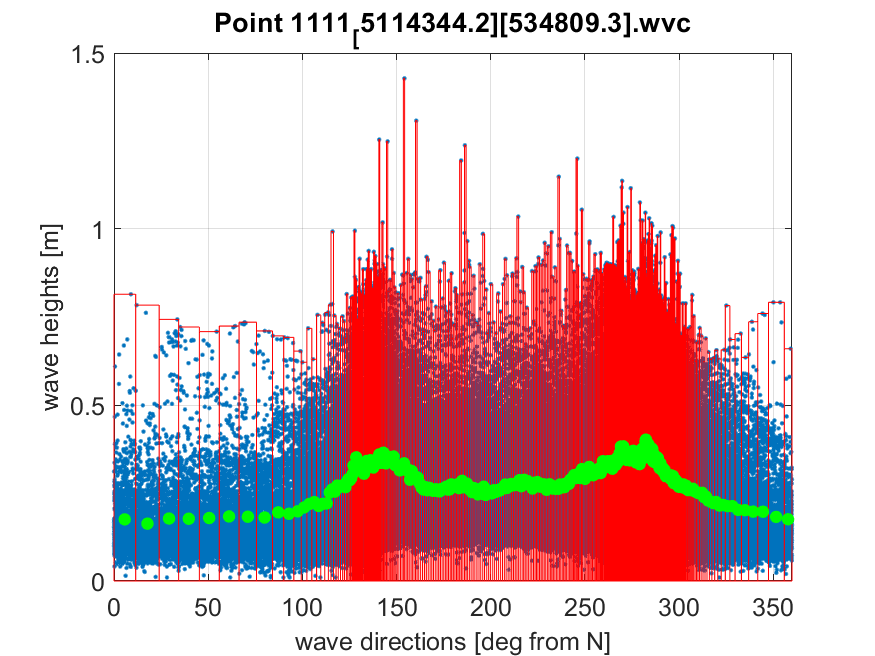 Point 1111[5114344.2][534809.3].wvc
1.5
1
0.5
0
wave heights [m]
0 50 100 150 200 250 300 350
wave directions [deg from N]